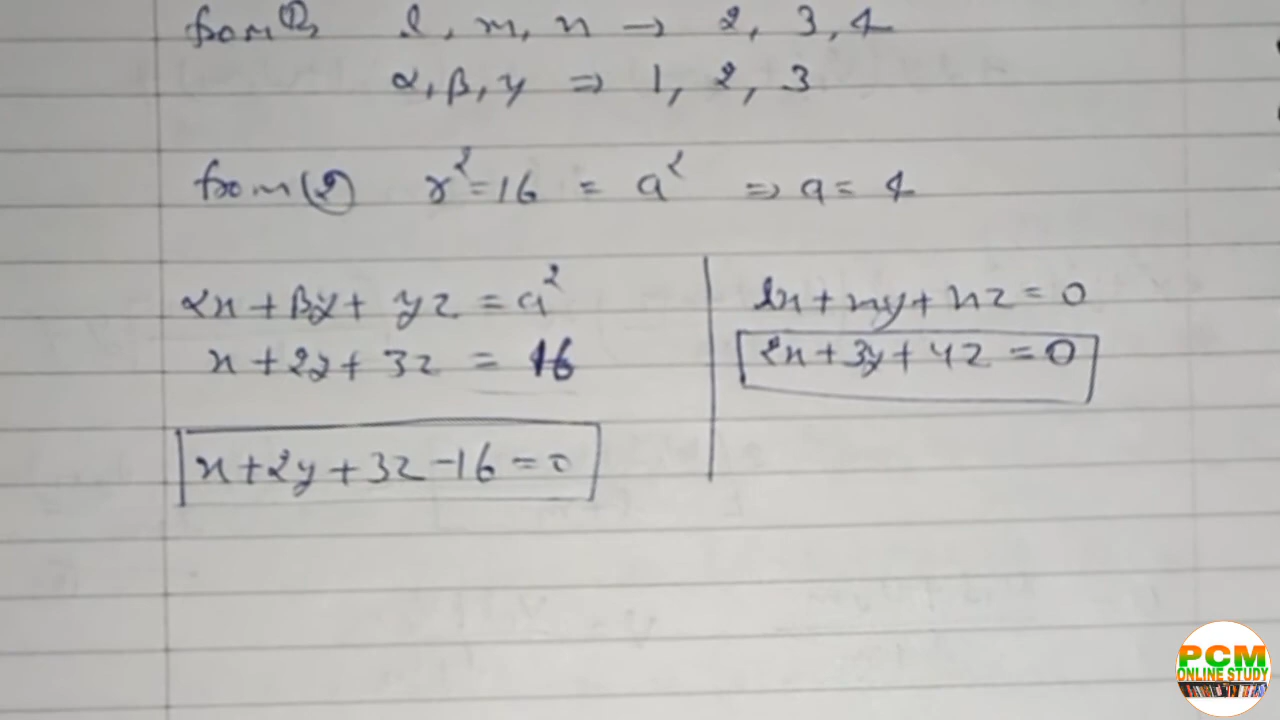 from (1), l, m, n → 2, 3, 4
α, β, γ ⇒ 1, 2, 3
from (2) r² = 16 = a² ⇒ a = 4
αx + βy + γz = a²
x + 2y + 3z = 16
x + 2y + 3z - 16 = 0
lx + my + nz = 0
2x + 3y + 4z = 0
PCM
ONLINE STUDY